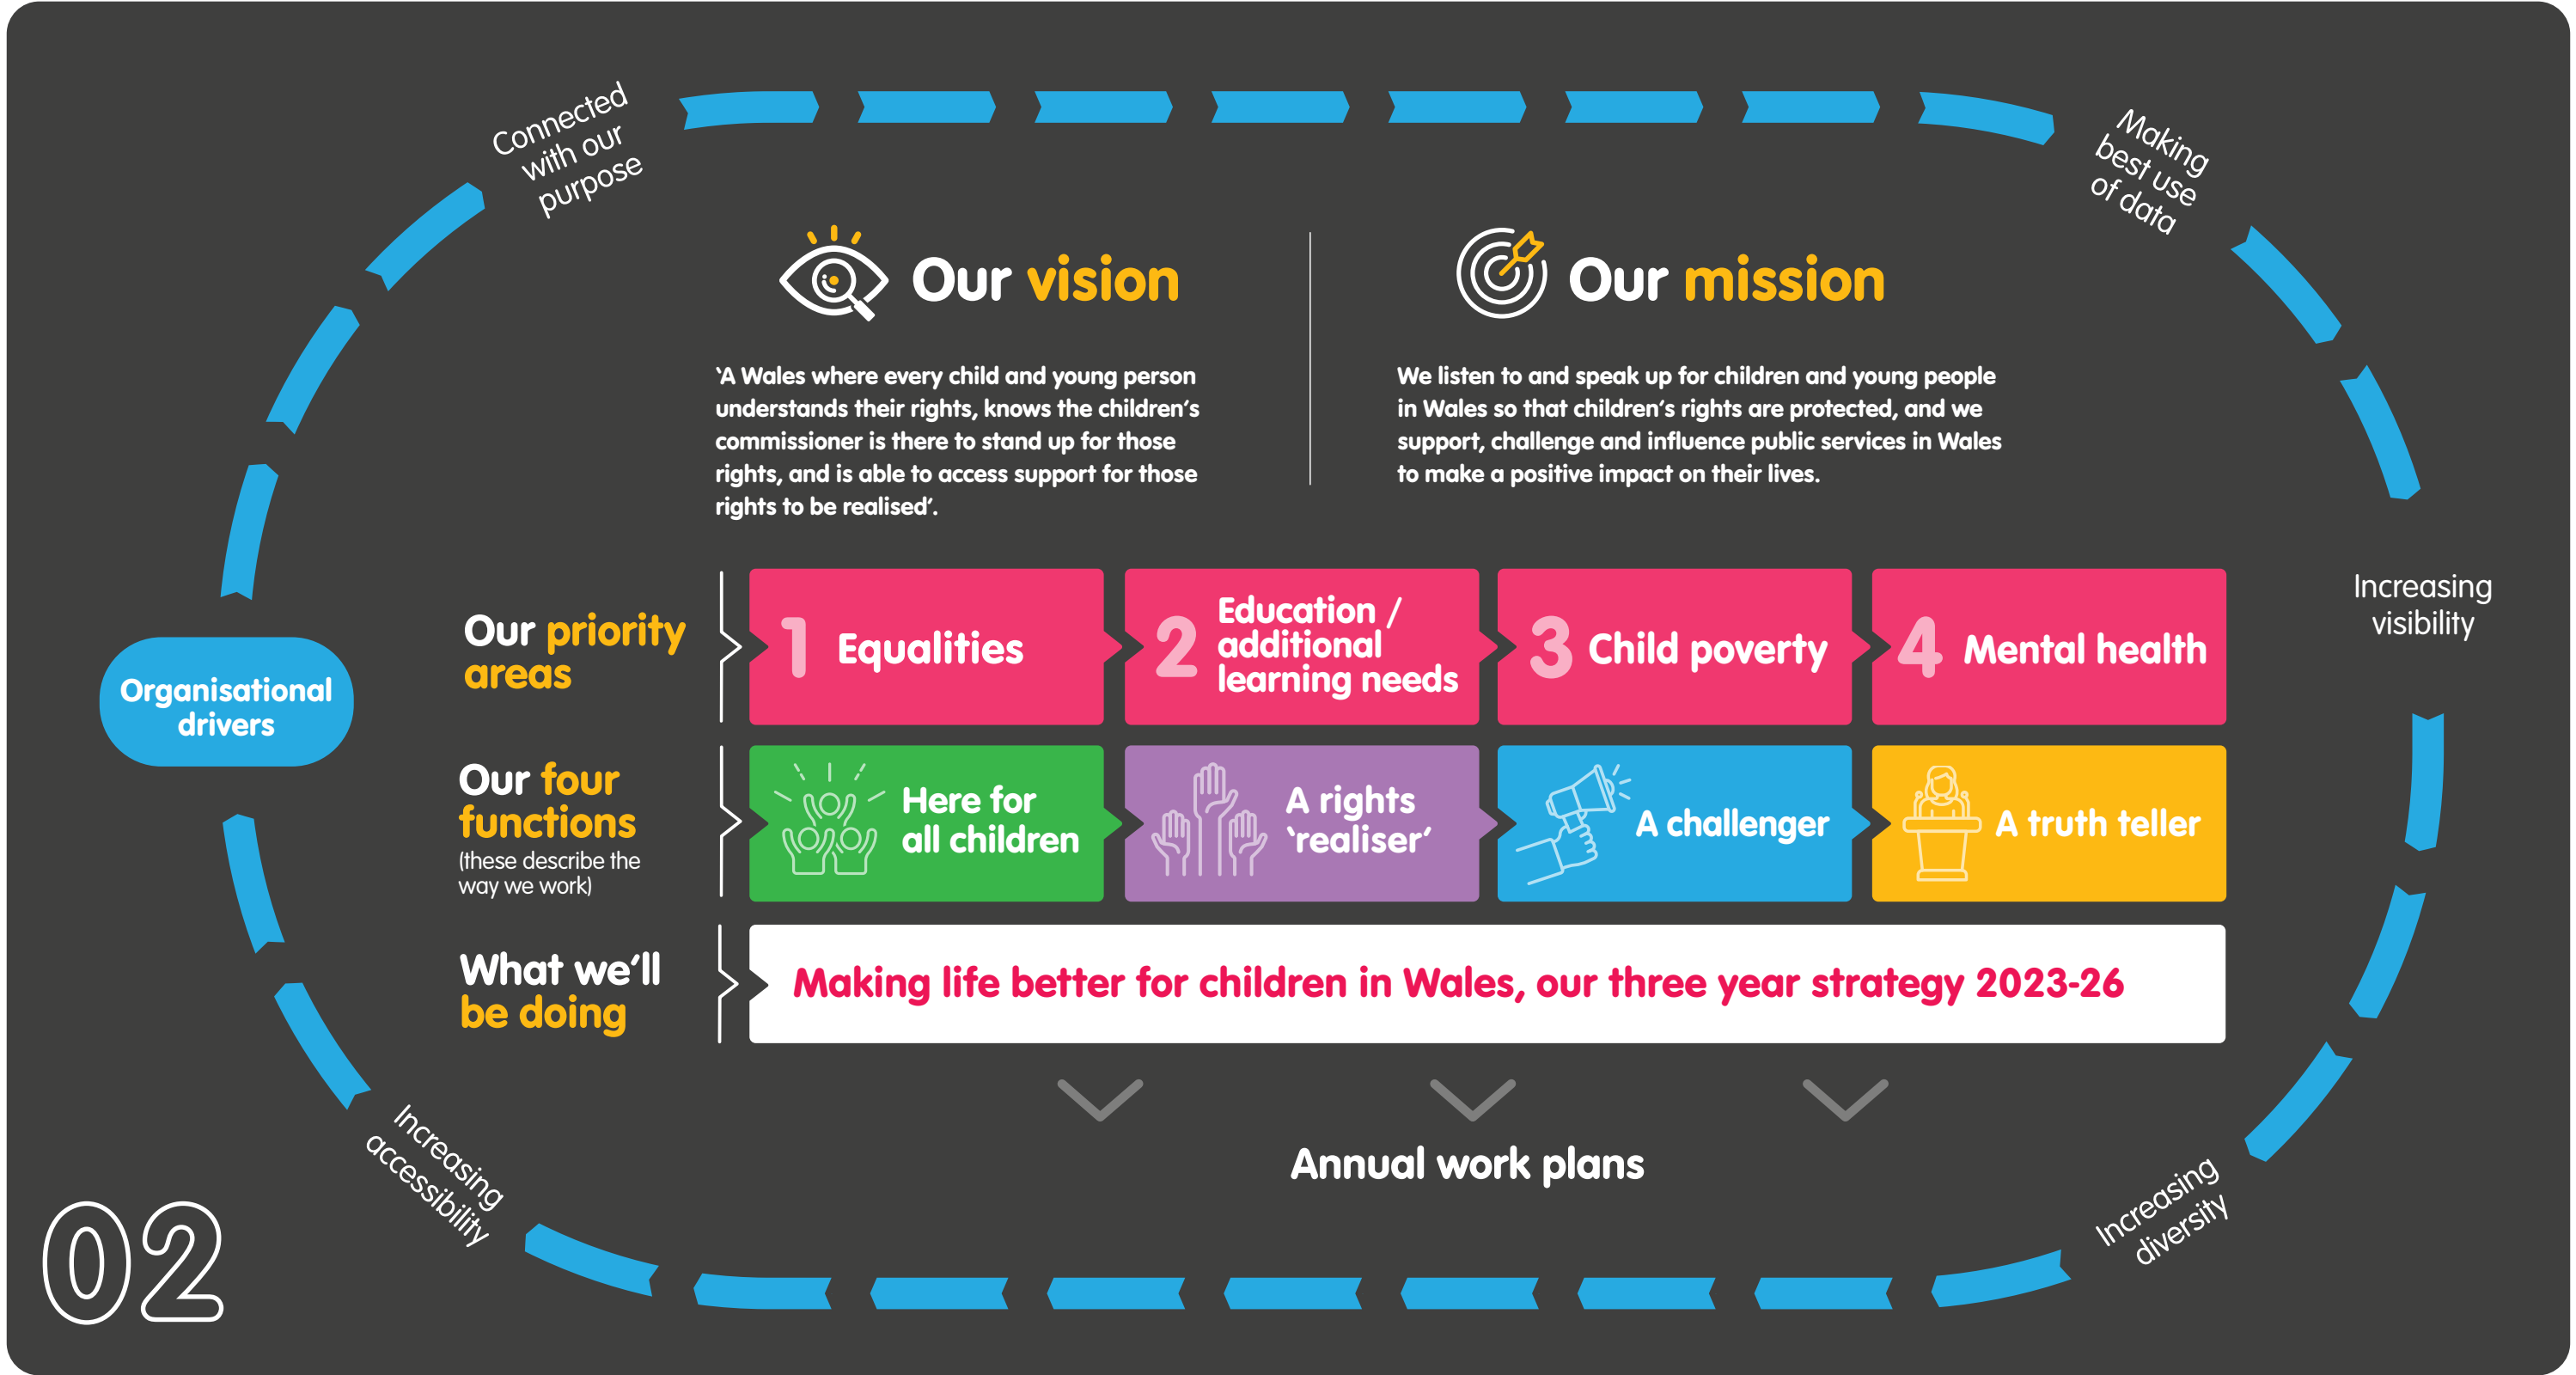 Connected
with our
purpose
Making
best use
of data
Our vision
‘A Wales where every child and young person
understands their rights, knows the children’s
commissioner is there to stand up for those
rights, and is able to access support for those
rights to be realised’.
Our mission
We listen to and speak up for children and young people
in Wales so that children’s rights are protected, and we
support, challenge and influence public services in Wales
to make a positive impact on their lives.
Increasing
visibility
Organisational
drivers
Our priority
areas
1 Equalities
2 Education /
additional
learning needs
3 Child poverty
4 Mental health
Our four
functions
(these describe the
way we work)
Here for
all children
A rights
‘realiser’
A challenger
A truth teller
What we’ll
be doing
Making life better for children in Wales, our three year strategy 2023-26
Annual work plans
Increasing
accessibility
Increasing
diversity
02